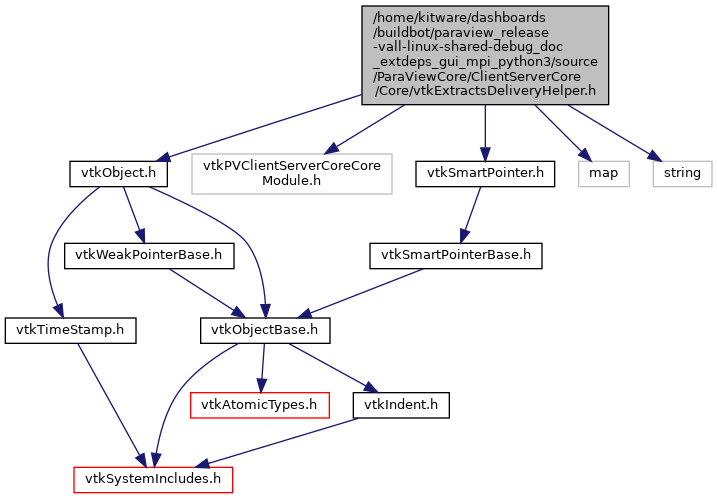 /home/kitware/dashboards
/buildbot/paraview_release
-vall-linux-shared-debug_doc
_extdeps_gui_mpi_python3/source
/ParaViewCore/ClientServerCore
/Core/vtkExtractsDeliveryHelper.h
vtkObject.h
vtkPVClientServerCoreCore
Module.h
vtkSmartPointer.h
map
string
vtkWeakPointerBase.h
vtkSmartPointerBase.h
vtkTimeStamp.h
vtkObjectBase.h
vtkAtomicTypes.h
vtkIndent.h
vtkSystemIncludes.h